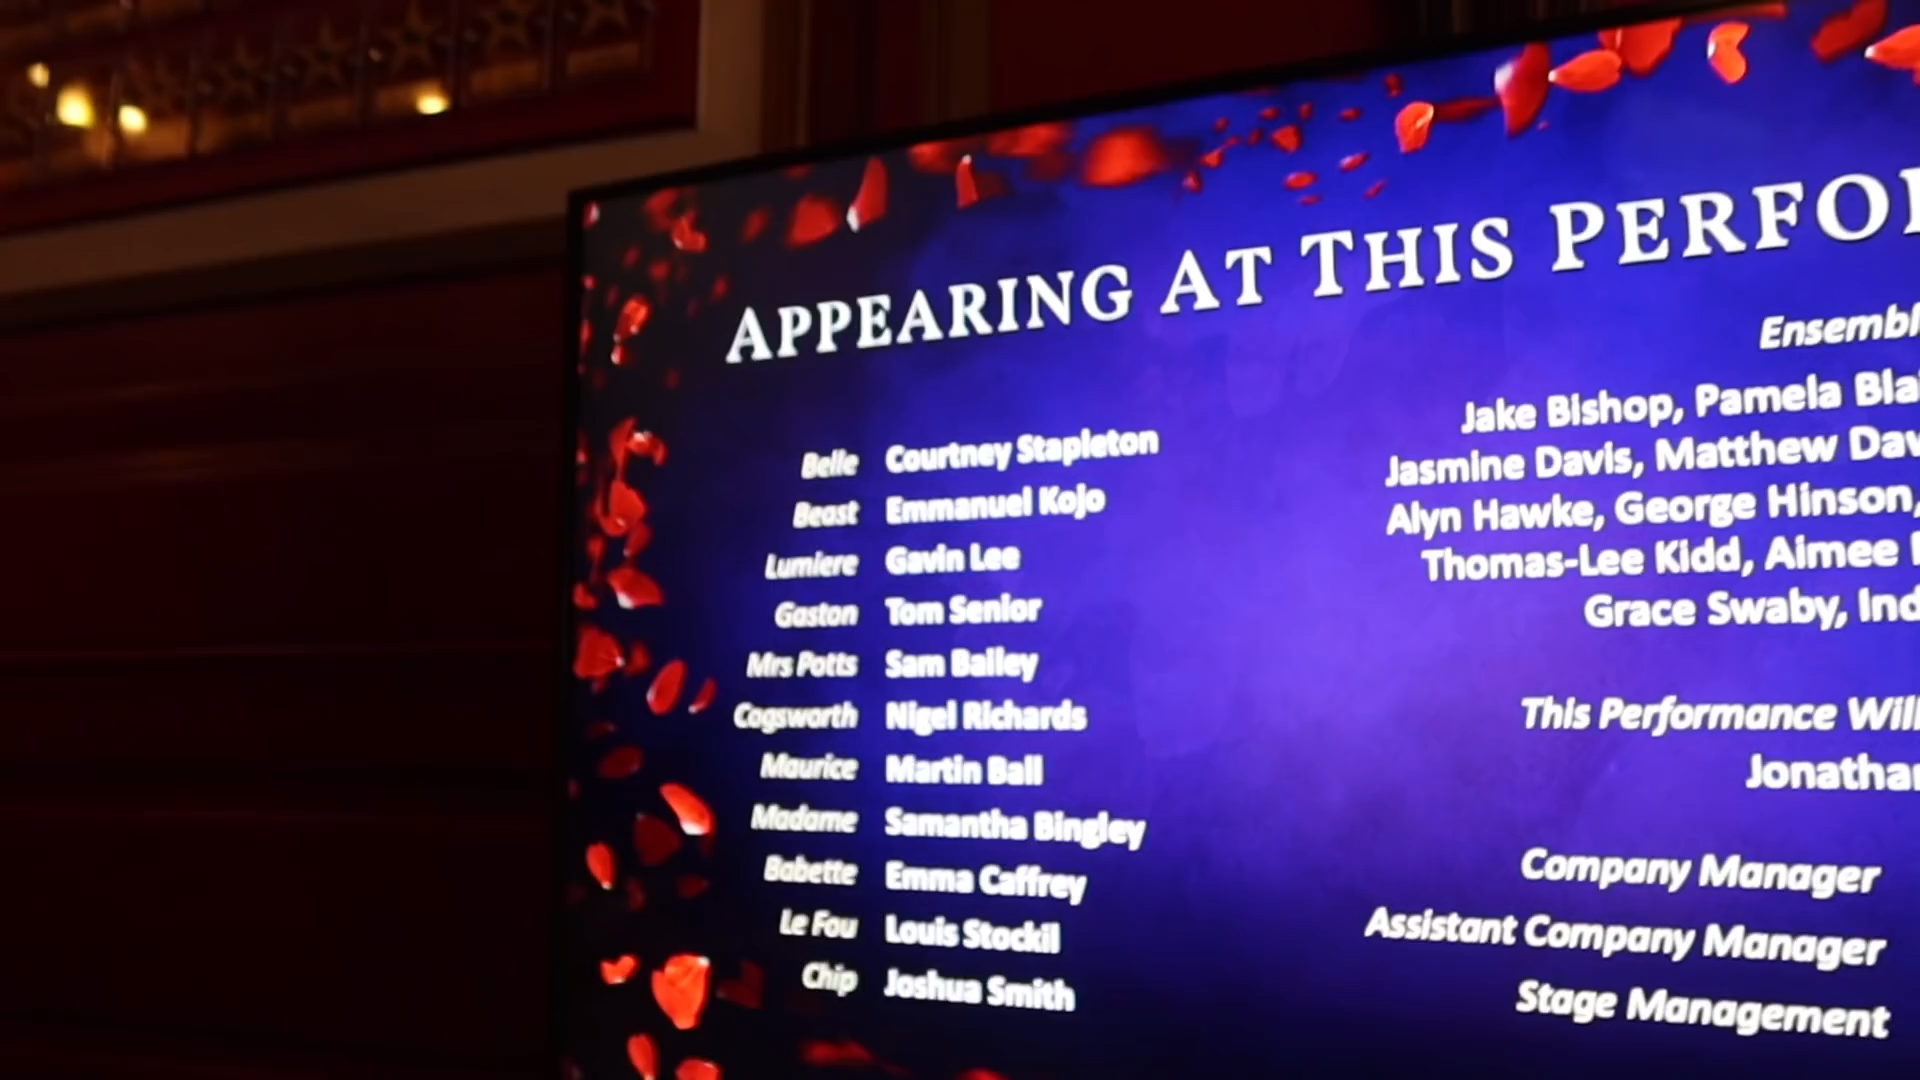 APPEARING AT THIS PERFO
Belle Courtney Stapleton
Beast Emmanuel Kojo
Lumiere Gavin Lee
Gaston Tom Senior
Mrs Potts Sam Bailey
Cogsworth Nigel Richards
Maurice Martin Ball
Madame Samantha Bingley
Babette Emma Caffrey
Le Fou Louis Stockil
Chip Joshua Smith
Ensembl
Jake Bishop, Pamela Bla
Jasmine Davis, Matthew Dav
Alyn Hawke, George Hinson,
Thomas-Lee Kidd, Aimee
Grace Swaby, Ind
This Performance Will
Jonatha
Company Manager
Assistant Company Manager
Stage Management